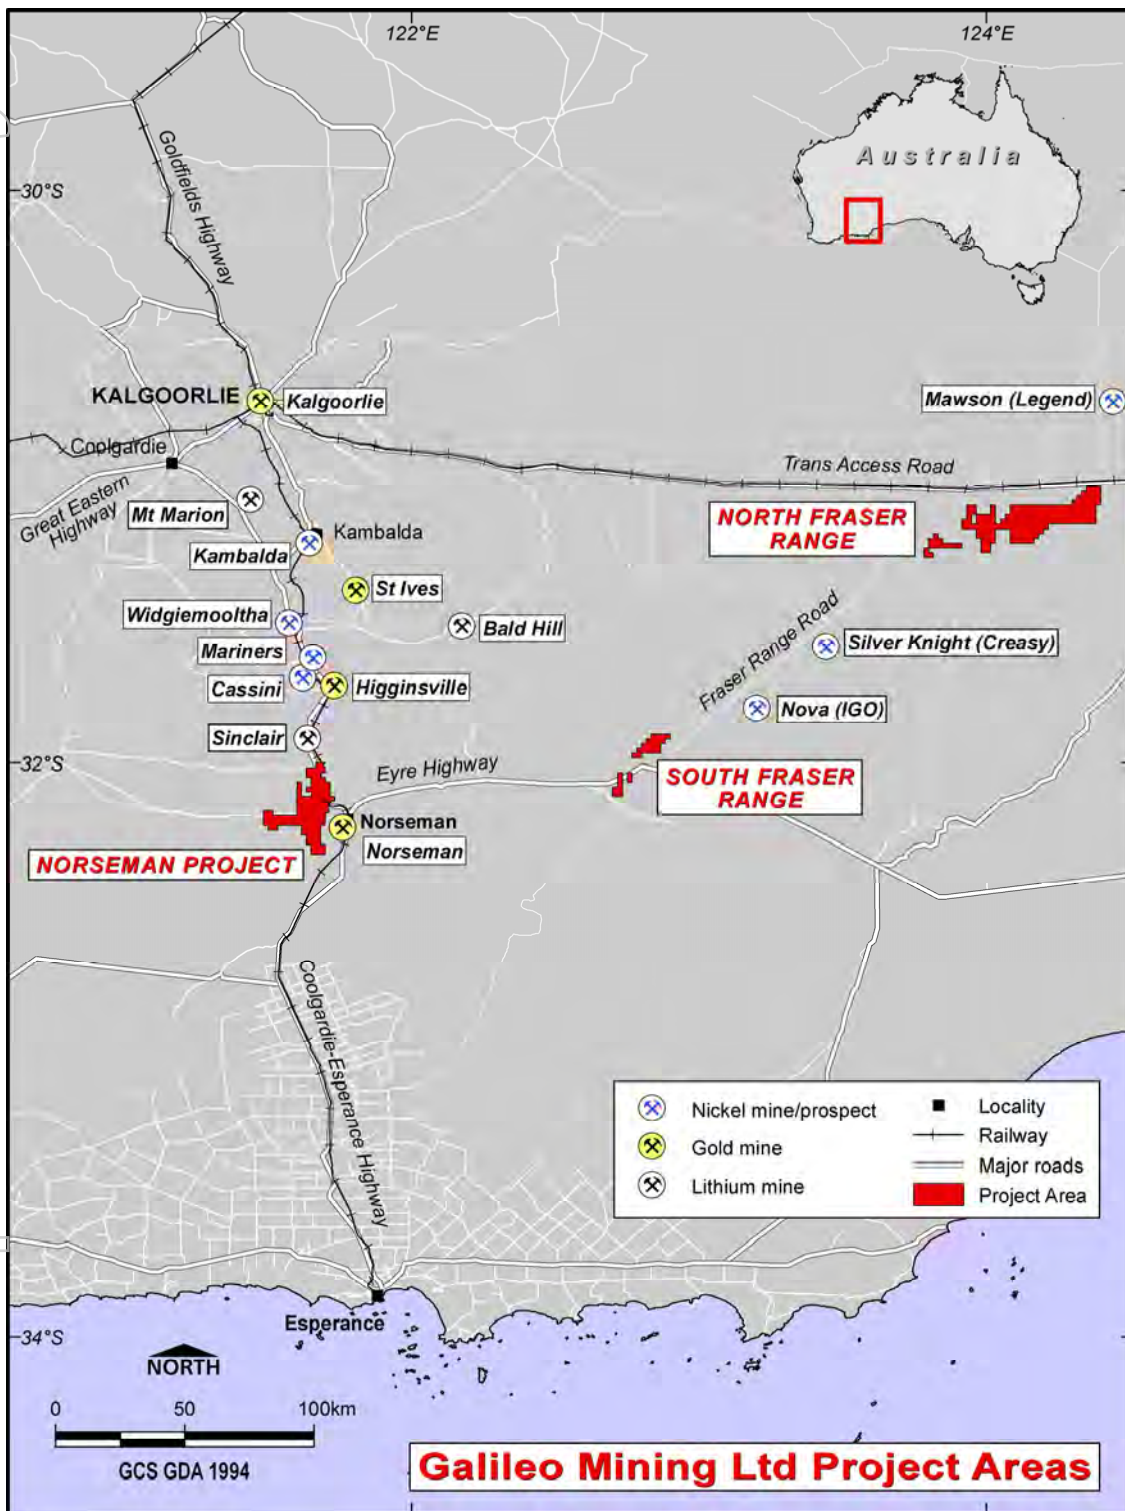 122°E
124°E
Australia
30°S
Goldfields Highway
KALGOORLIE
Kalgoorlie
Mawson (Legend)
Coolgardie
Trans Access Road
Great Eastern
Highway
Mt Marion
NORTH FRASER
RANGE
Kambalda
Kambalda
St Ives
Widgiemooltha
Bald Hill
Fraser Range Road
Silver Knight (Creasy)
Mariners
Cassini
Higginsville
Nova (IGO)
Sinclair
32°S
Eyre Highway
SOUTH FRASER
RANGE
Norseman
Norseman
NORSEMAN PROJECT
Coolgardie-Esperance Highway
Nickel mine/prospect
Gold mine
Lithium mine
Locality
Railway
Major roads
Project Area
Esperance
34°S
NORTH
0 50 100km
GCS GDA 1994
Galileo Mining Ltd Project Areas